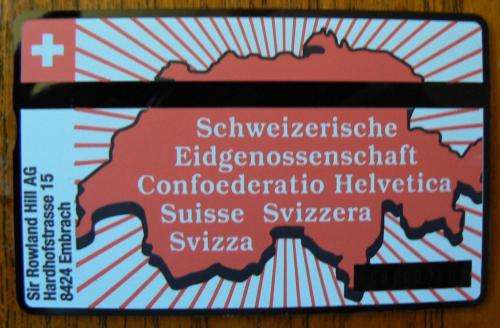 Schweizerische
Eidgenossenschaft
Confoederatio Helvetica
Suisse Svizzera
Svizza
Sir Rowland Hill AG
Hardhofstrasse 15
8424 Embrach